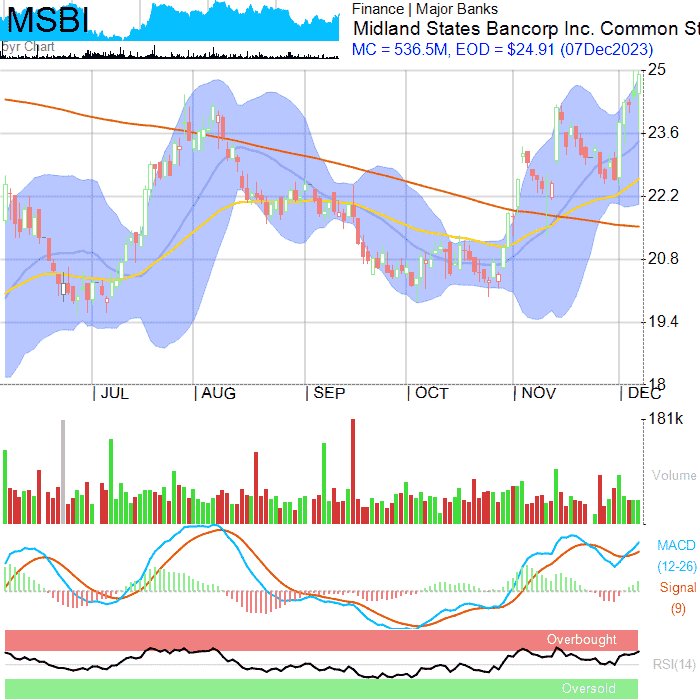 MSBI
Finance | Major Banks
Midland States Bancorp Inc. Common St
MC = 536.5M, EOD = $24.91 (07Dec2023)
5yr Chart
25
23.6
22.2
20.8
19.4
18
JUL AUG SEP OCT NOV DEC
181k
Volume
MACD
(12-26)
Signal
(9)
Overbought
RSI(14)
Oversold